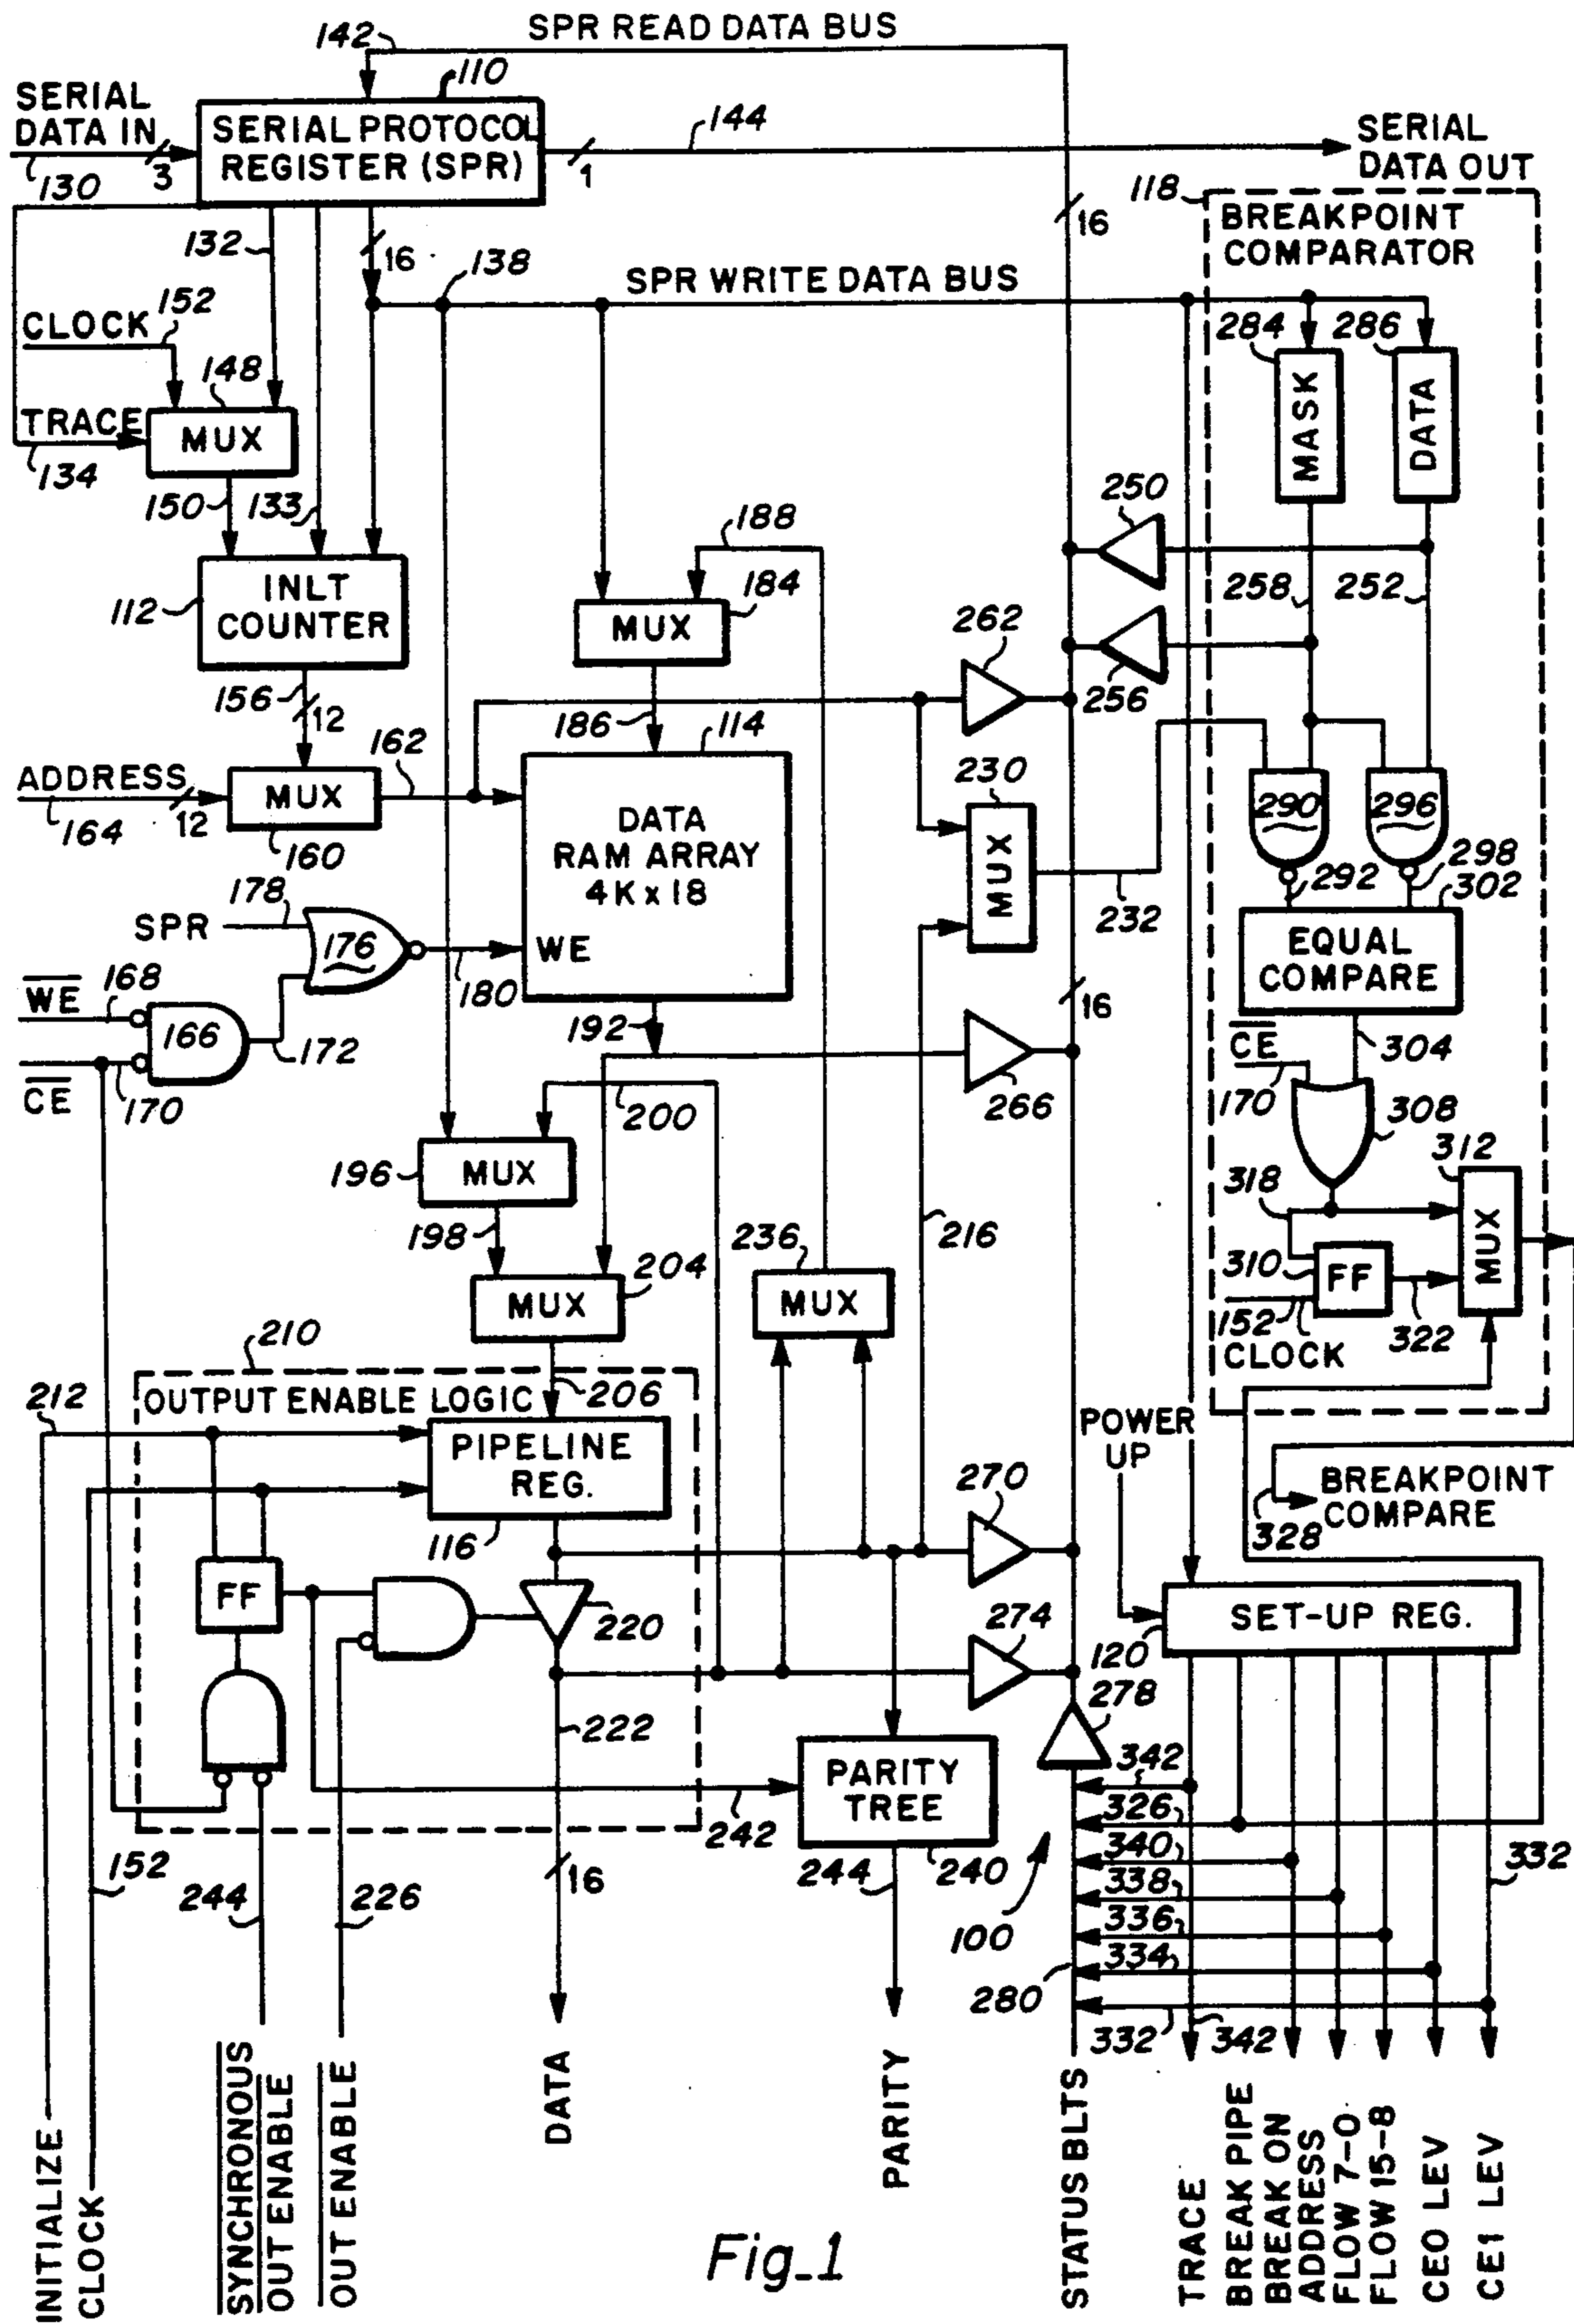 142
SPR READ DATA BUS
110
SERIAL
DATA IN
3
130
SERIAL PROTOCOL
REGISTER (SPR)
1
144
SERIAL
DATA OUT
118
BREAKPOINT
COMPARATOR
16
132
16
138
SPR WRITE DATA BUS
CLOCK
152
148
TRACE
134
MUX
150
133
284
286
MASK
DATA
250
188
184
MUX
258
252
112
INLT
COUNTER
262
256
156
12
186
114
162
ADDRESS
164
12
MUX
160
230
MUX
232
290
296
DATA
RAM ARRAY
4K x 18
WE
292
298
302
178
SPR
176
180
WE
168
166
172
CE
170
EQUAL
COMPARE
16
192
304
CE
170
308
266
200
196
MUX
198
312
318
MUX
310
FF
322
152
CLOCK
216
236
MUX
204
MUX
210
206
212
OUTPUT ENABLE LOGIC
PIPELINE
REG.
116
POWER
UP
BREAKPOINT
COMPARE
328
270
FF
220
274
SET-UP REG.
120
278
222
342
PARITY
TREE
326
242
340
152
244
226
16
244
240
338
332
336
100
334
280
332
342
INITIALIZE
CLOCK
SYNCHRONOUS
OUT ENABLE
OUT ENABLE
DATA
PARITY
STATUS BLTS
TRACE
BREAK PIPE
BREAK ON
ADDRESS
FLOW 7-0
FLOW 15-8
CE0 LEV
CE1 LEV
Fig_1